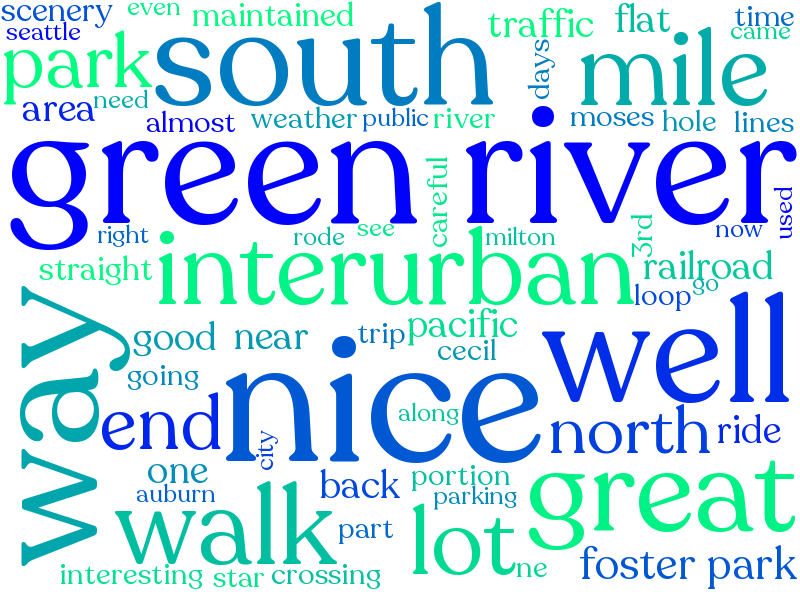 scenery
even
maintained
seattle
park
south
traffic
flat
time
came
mile
days
area
need
almost
weather
public
river
moses
hole
lines
green river
careful
used
right
rode
see
milton
3rd
now
straight
interurban
railroad
loop
go
way
good
near
trip
pacific
cecil
well
going
nice
along
end
city
north
ride
one
auburn
back
portion
parking
great
walk
part
lot
ne
foster park
interesting
star
crossing